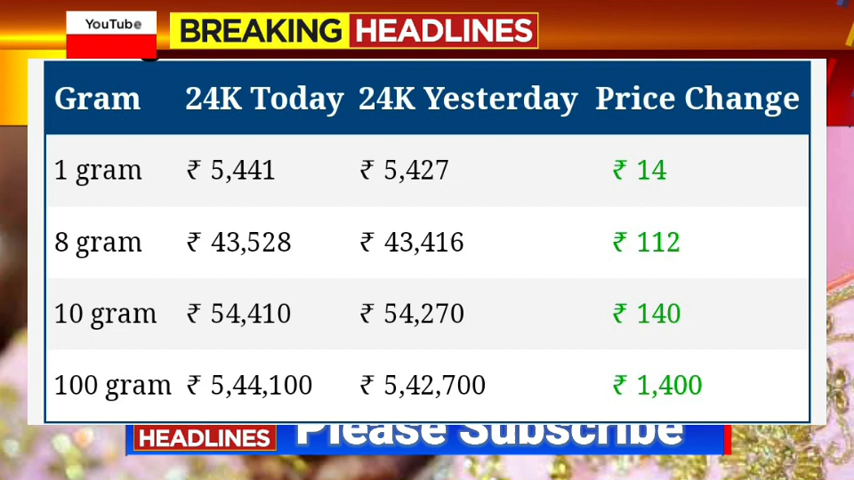 YouTube
BREAKING HEADLINES
Gram 24K Today 24K Yesterday Price Change
1 gram ₹ 5,441 ₹ 5,427 ₹ 14
8 gram ₹ 43,528 ₹ 43,416 ₹ 112
10 gram ₹ 54,410 ₹ 54,270 ₹ 140
100 gram ₹ 5,44,100 ₹ 5,42,700 ₹ 1,400
HEADLINES Please Subscribe